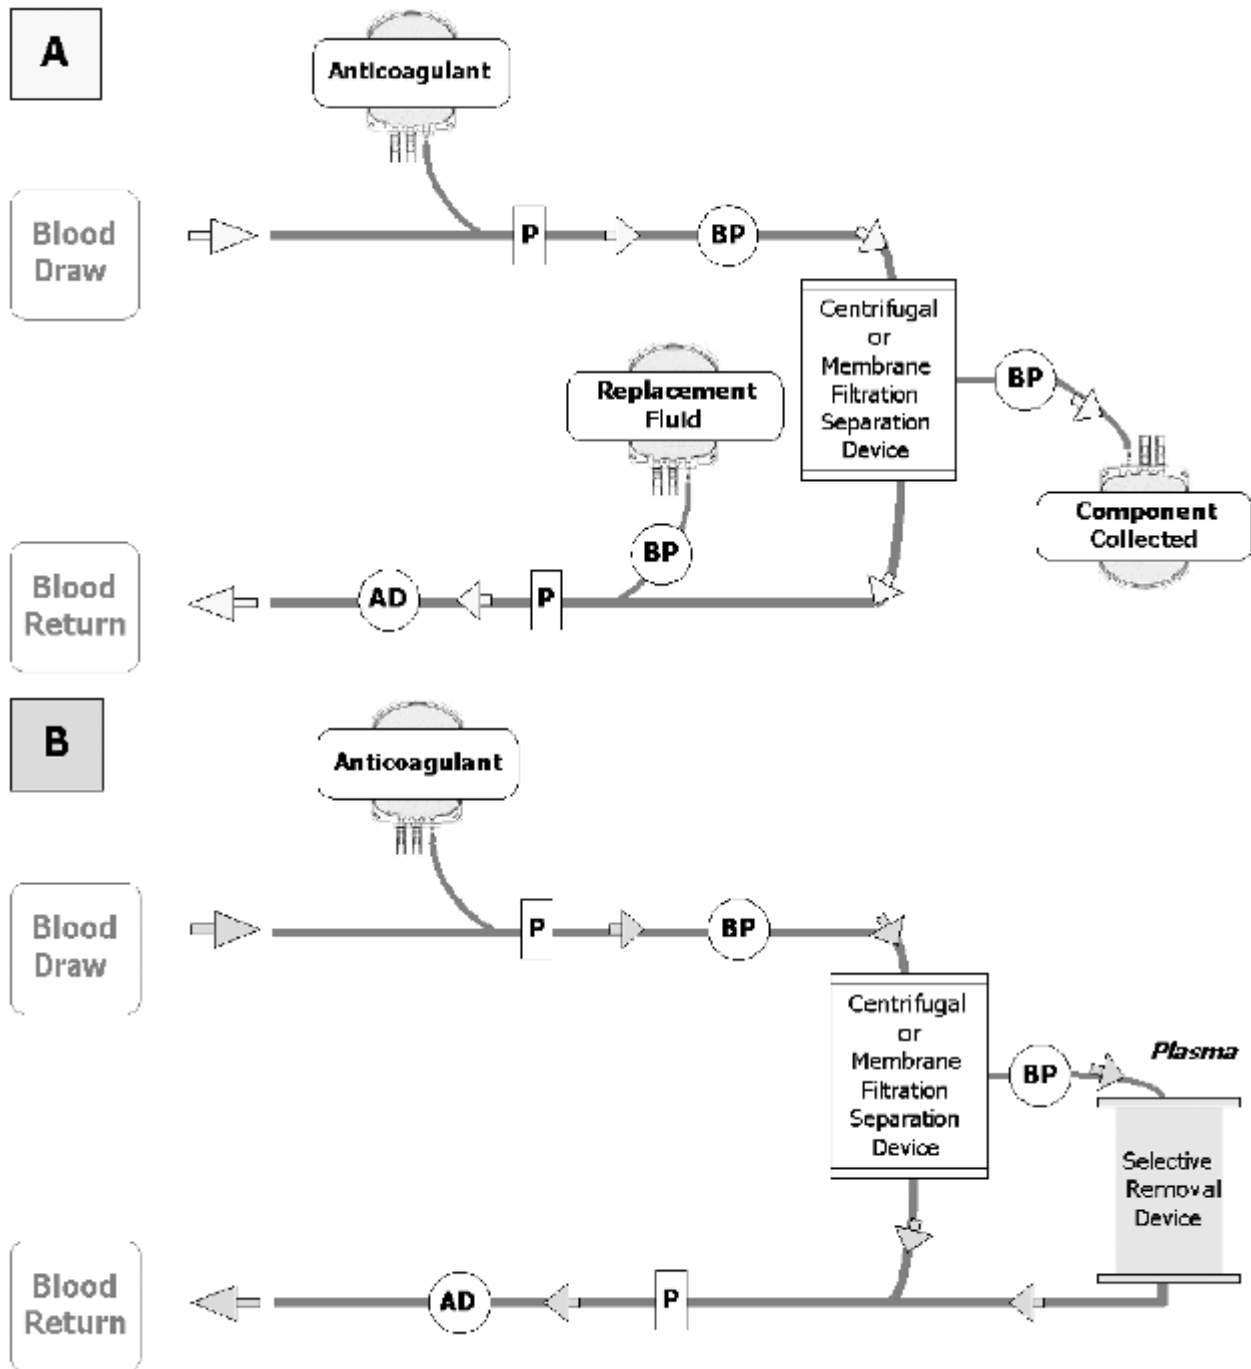 A
Anticoagulant
Blood
Draw
P
BP
Centrifugal
or
Membrane
Filtration
Separation
Device
BP
Replacement
Fluid
Component
Collected
BP
Blood
Return
AD
P
B
Anticoagulant
Blood
Draw
P
BP
Centrifugal
or
Membrane
Filtration
Separation
Device
BP
Plasma
Selective
Removal
Device
Blood
Return
AD
P